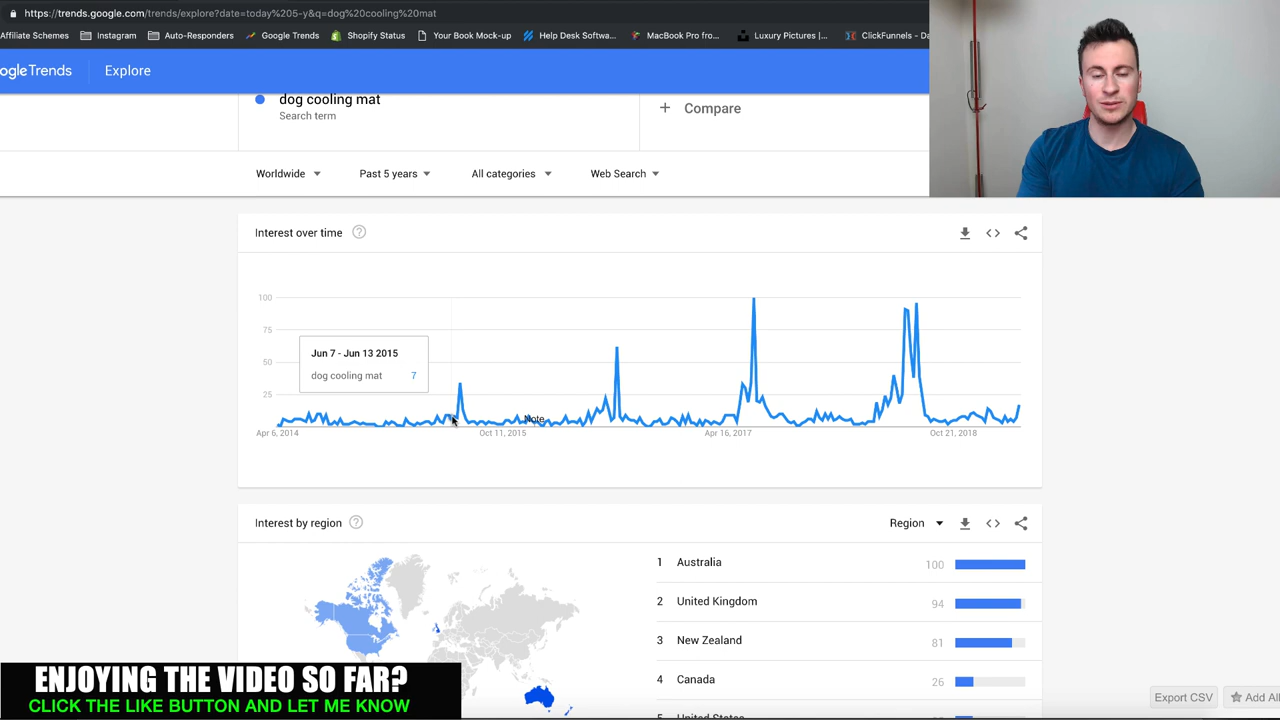 https://trends.google.com/trends/explore?date=today%205-y&q=dog%20cooling%20mat
Affiliate Schemes Instagram Auto-Responders Google Trends Shopify Status Your Book Mock-up Help Desk Softwa... MacBook Pro from... Luxury Pictures |... ClickFunnels - Da
ogle Trends Explore
dog cooling mat
Search term
+ Compare
Worldwide Past 5 years All categories Web Search
Interest over time ?
100
75
50
25
Jun 7 - Jun 13 2015
dog cooling mat 7
Note
Apr 6, 2014 Oct 11, 2015 Apr 16, 2017 Oct 21, 2018
Interest by region ? Region
1 Australia 100
2 United Kingdom 94
3 New Zealand 81
4 Canada 26
5 United States
ENJOYING THE VIDEO SO FAR?
CLICK THE LIKE BUTTON AND LET ME KNOW
Export CSV Add All